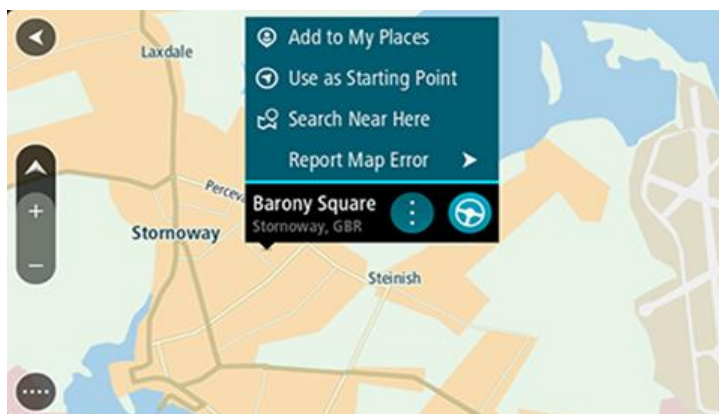 Laxdale
Add to My Places
Use as Starting Point
Search Near Here
Report Map Error
Barony Square
Stornoway, GBR
Stornoway
Steinish